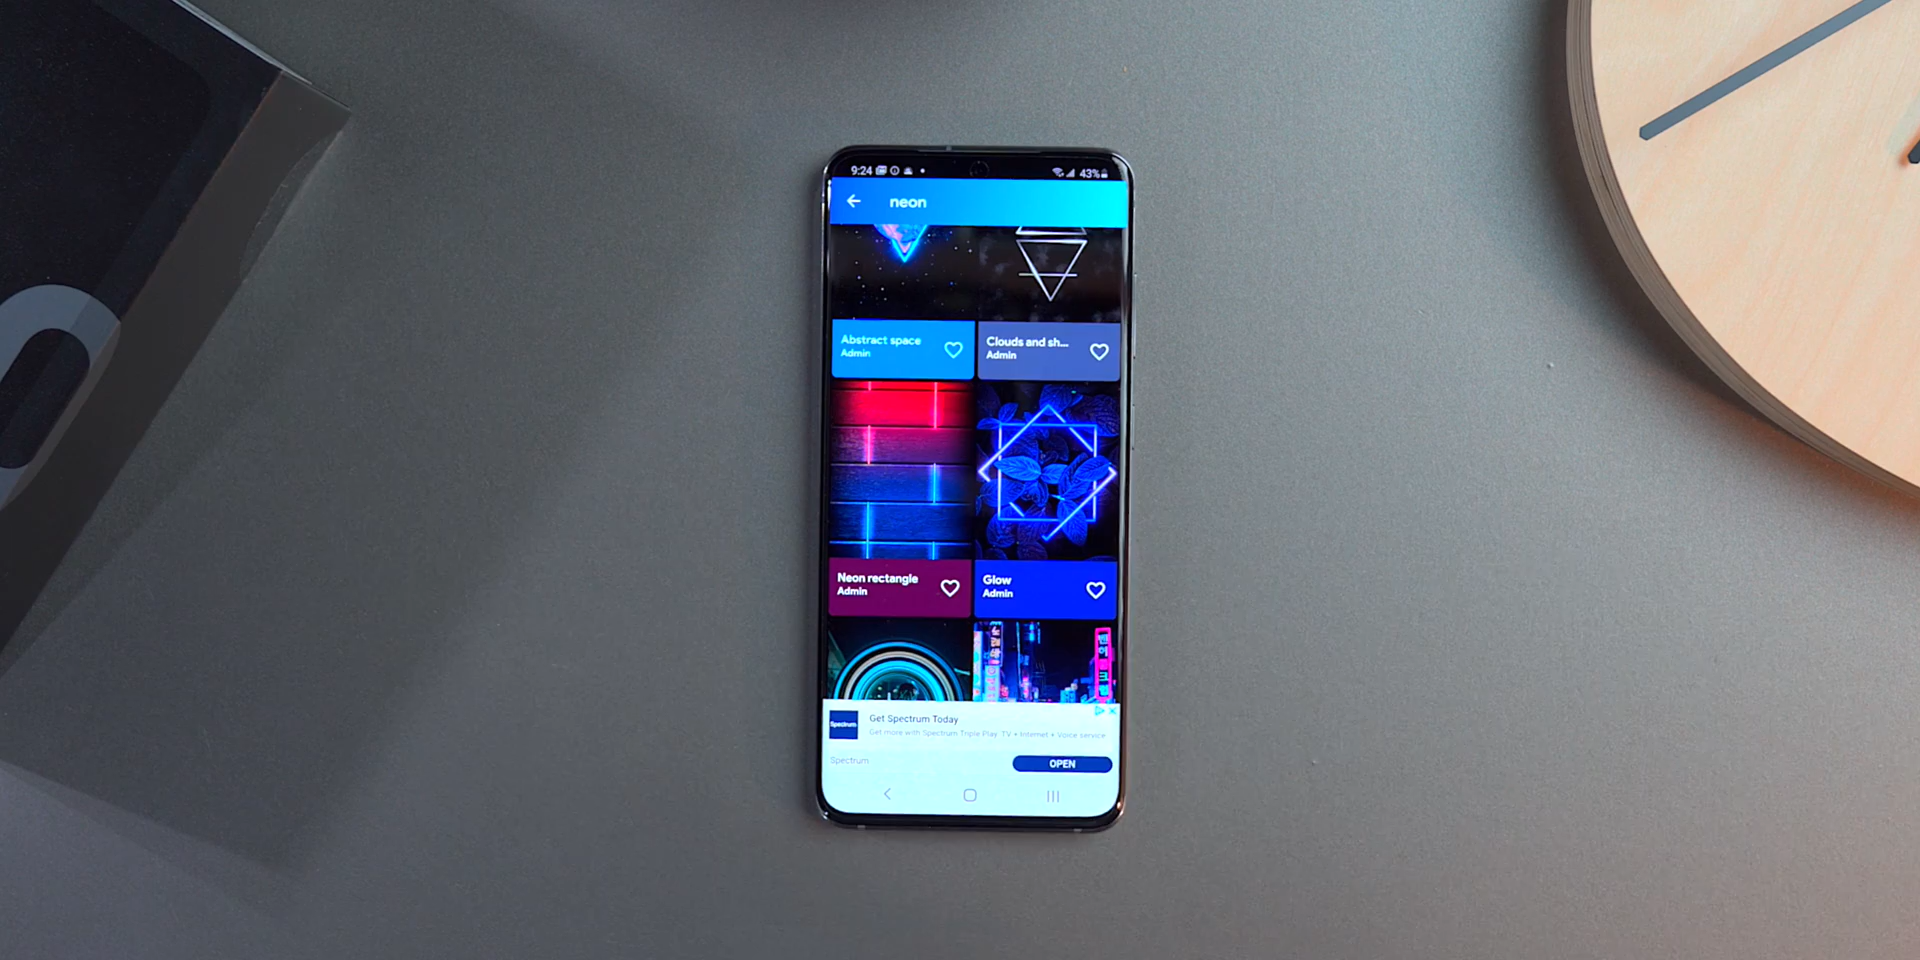 9:24
43%
neon
Abstract space
Admin
Clouds and sh...
Admin
Neon rectangle
Admin
Glow
Admin
Spectrum
Get Spectrum Today
Get more with Spectrum Triple Play TV • Internet • Voice service
Spectrum
OPEN